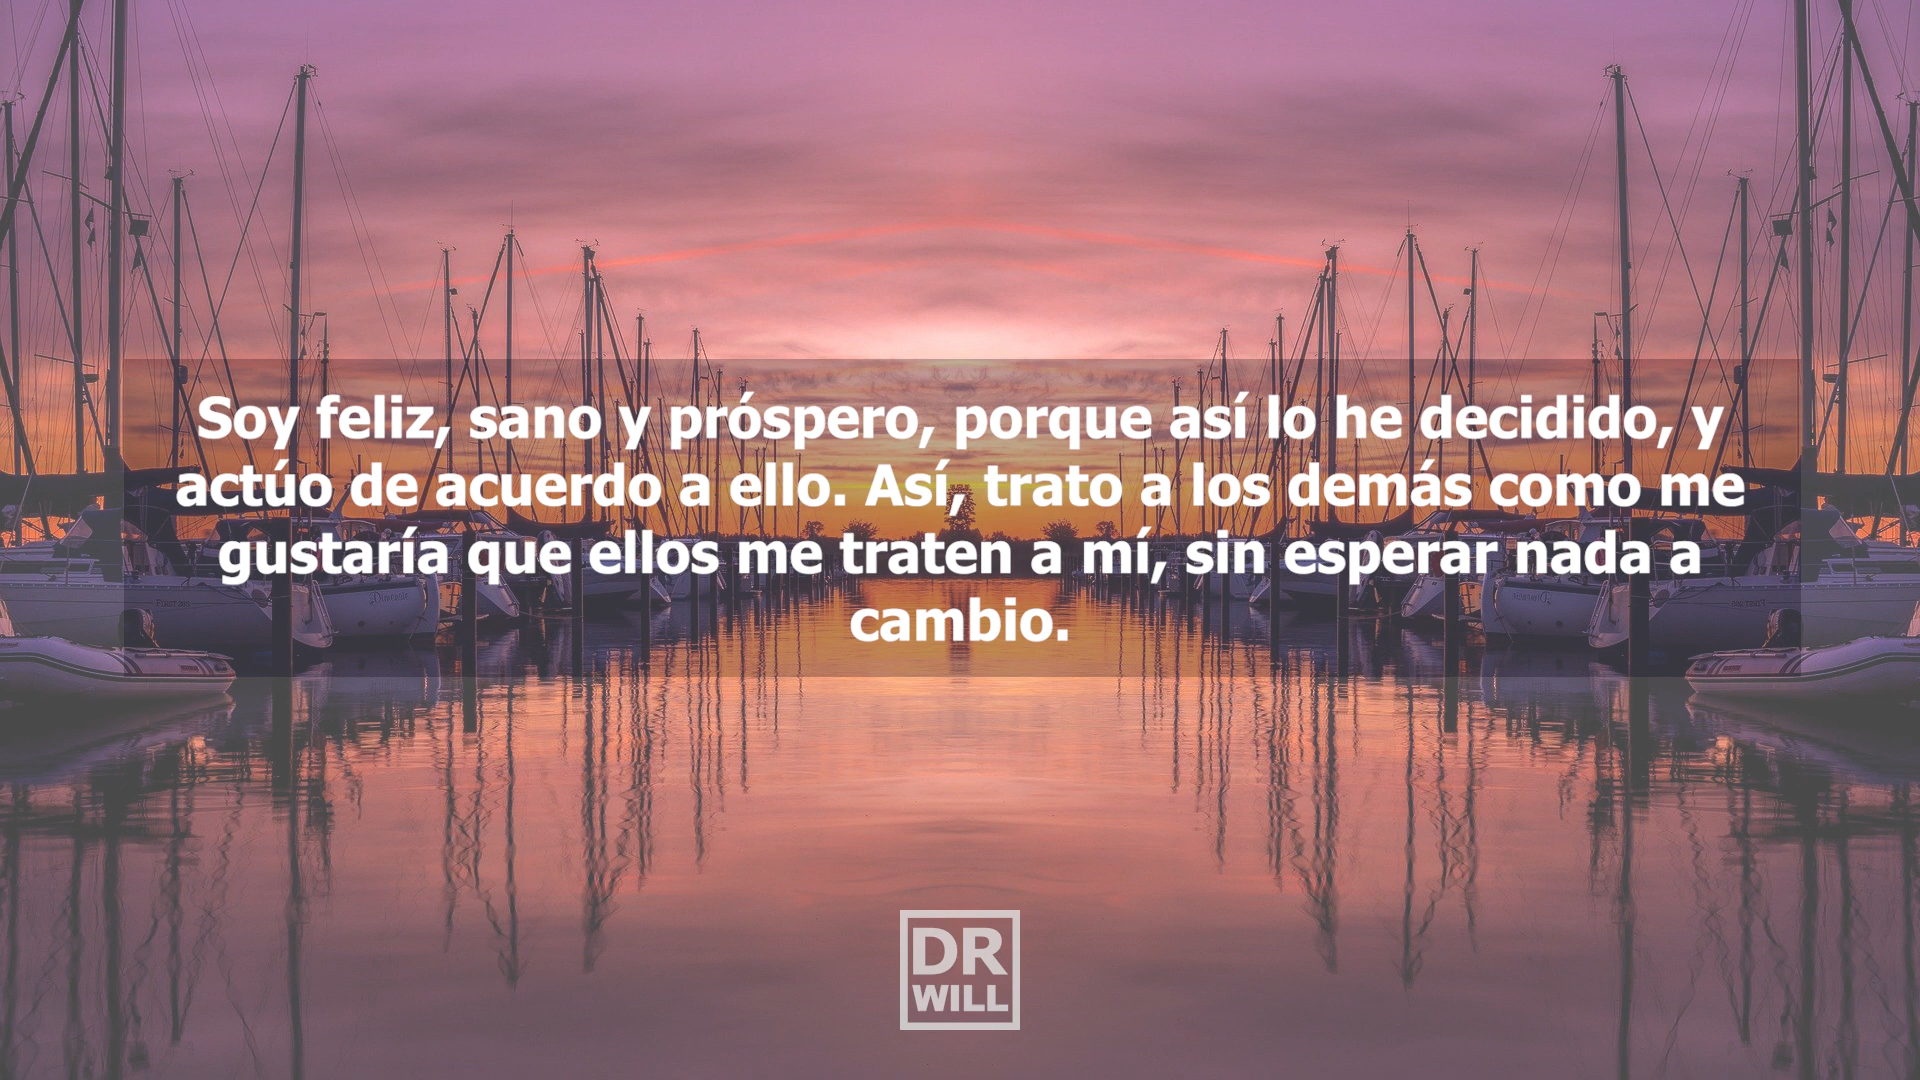 Soy feliz, sano y próspero, porque así lo he decidido, y
actúo de acuerdo a ello. Así, trato a los demás como me
gustaría que ellos me traten a mí, sin esperar nada a
cambio.
DR
WILL